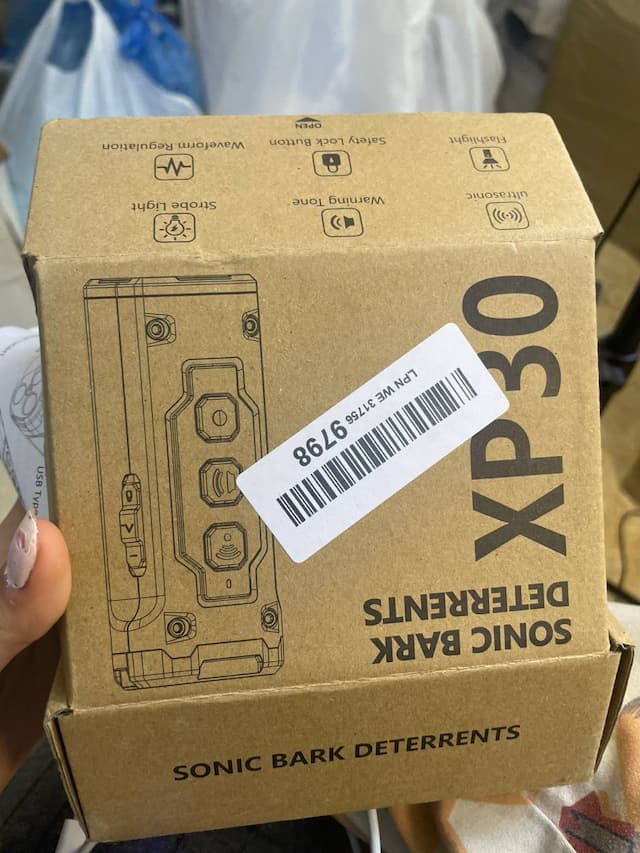 OPEN
Waveform Regulation
Safety Lock Button
Flashlight
Strobe Light
Warning Tone
ultrasonic
XP30
LPN WE 31756 9798
SONIC BARK
DETERRENTS
SONIC BARK DETERRENTS